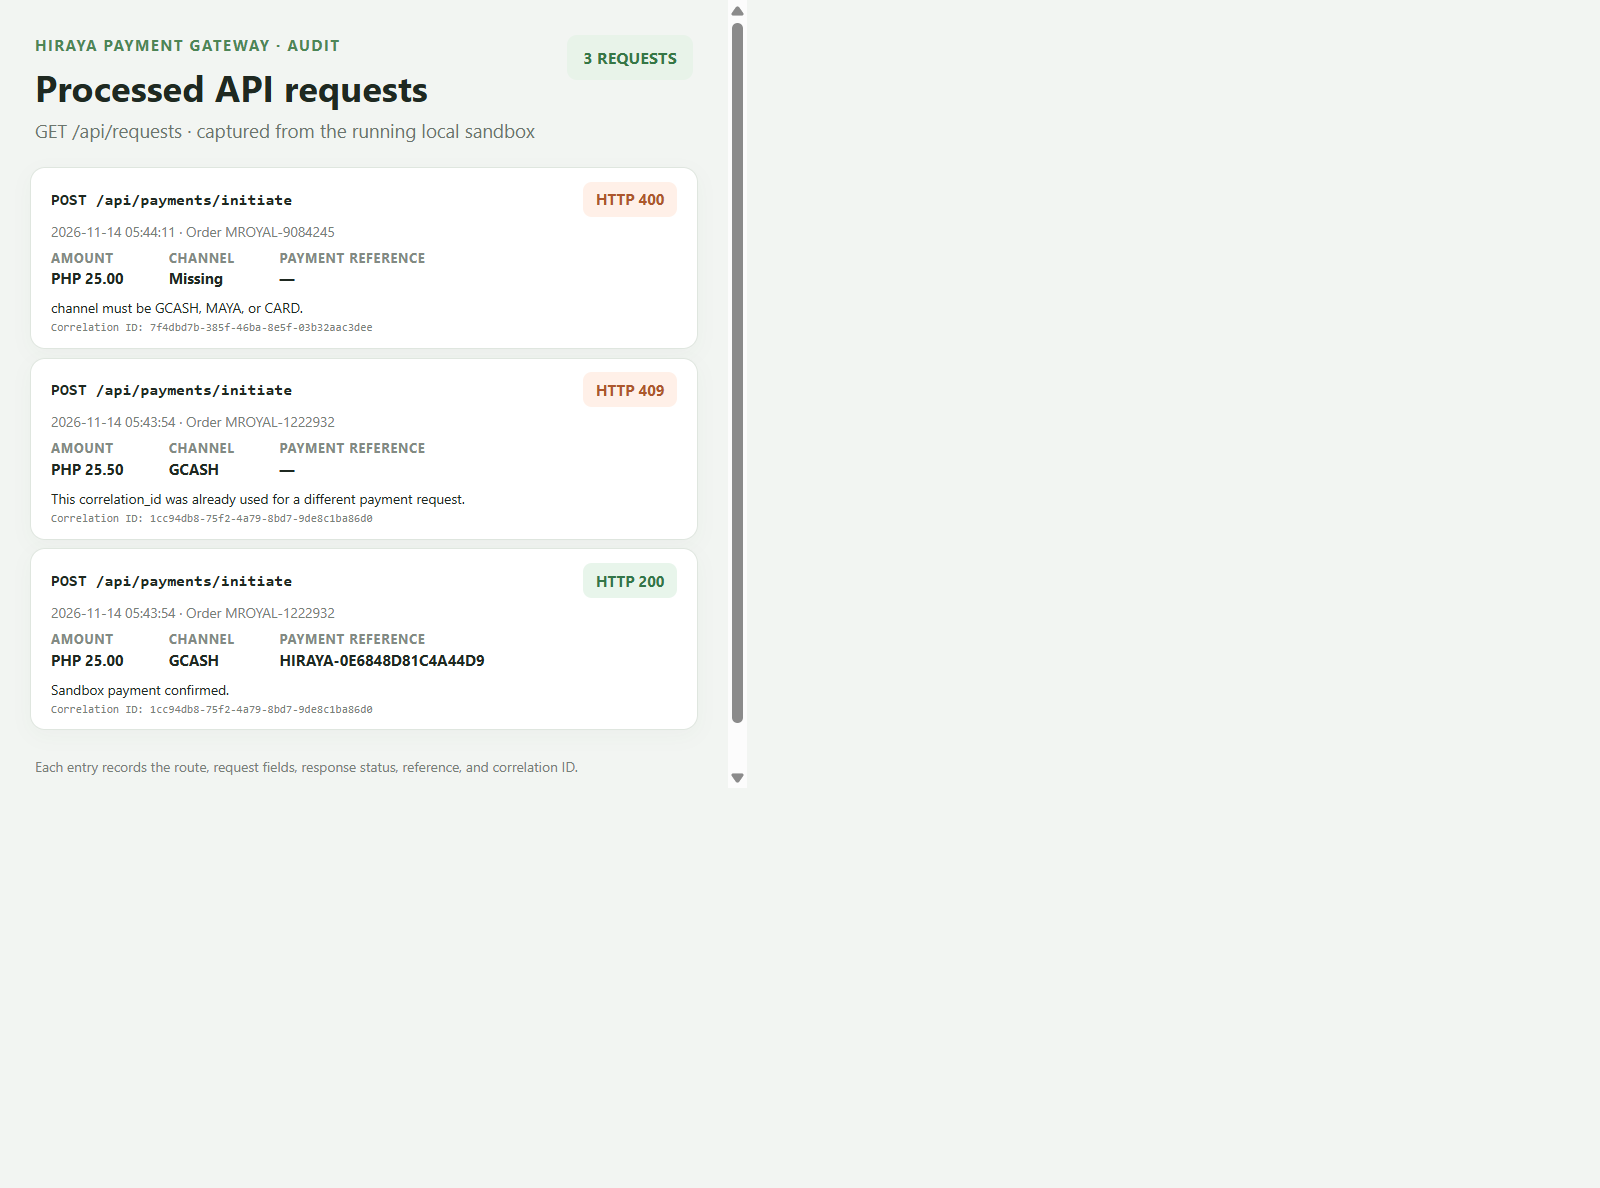 HIRAYA PAYMENT GATEWAY · AUDIT
3 REQUESTS
Processed API requests
GET /api/requests · captured from the running local sandbox
POST /api/payments/initiate
HTTP 400
2026-11-14 05:44:11 · Order MROYAL-9084245
AMOUNT CHANNEL PAYMENT REFERENCE
PHP 25.00 Missing —
channel must be GCASH, MAYA, or CARD.
Correlation ID: 7f4dbd7b-385f-46ba-8e5f-03b32aac3dee
POST /api/payments/initiate
HTTP 409
2026-11-14 05:43:54 · Order MROYAL-1222932
AMOUNT CHANNEL PAYMENT REFERENCE
PHP 25.50 GCASH —
This correlation_id was already used for a different payment request.
Correlation ID: 1cc94db8-75f2-4a79-8bd7-9de8c1ba86d0
POST /api/payments/initiate
HTTP 200
2026-11-14 05:43:54 · Order MROYAL-1222932
AMOUNT CHANNEL PAYMENT REFERENCE
PHP 25.00 GCASH HIRAYA-0E6848D81C4A44D9
Sandbox payment confirmed.
Correlation ID: 1cc94db8-75f2-4a79-8bd7-9de8c1ba86d0
Each entry records the route, request fields, response status, reference, and correlation ID.